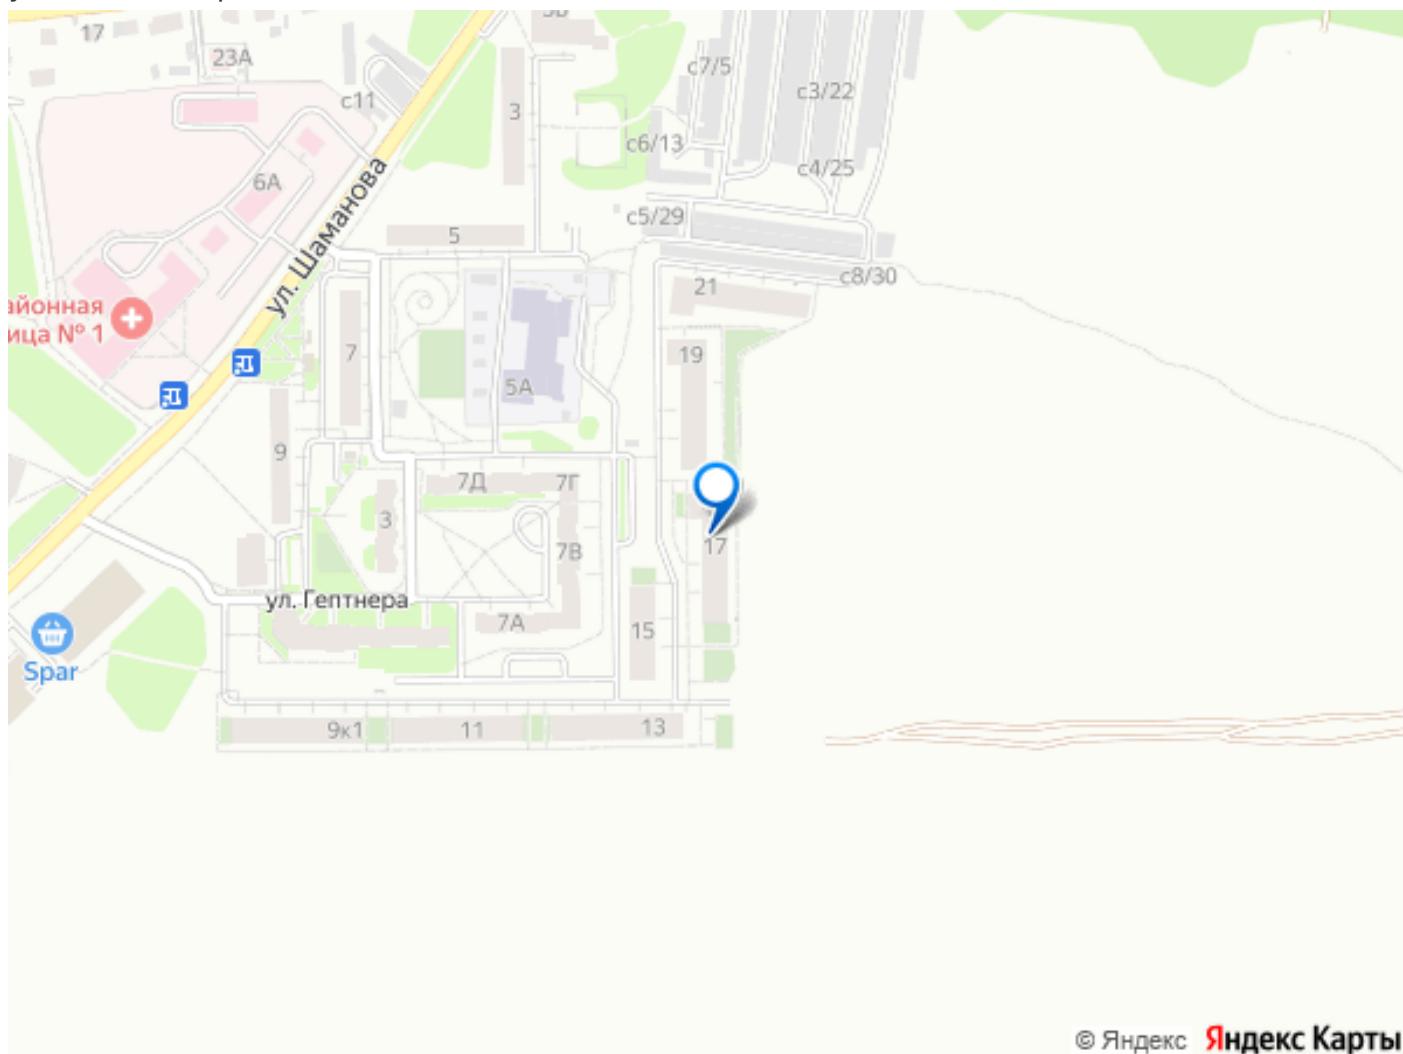 17
3В
23А
с7/5
с3/22
с11
3
с6/13
с4/25
6А
ул. Шаманова
с5/29
5
с8/30
21
айонная
ица № 1
7
19
5А
9
7Д
7Г
3
7В
17
ул. Гептнера
7А
15
Spar
9к1
11
13
© Яндекс
Яндекс Карты